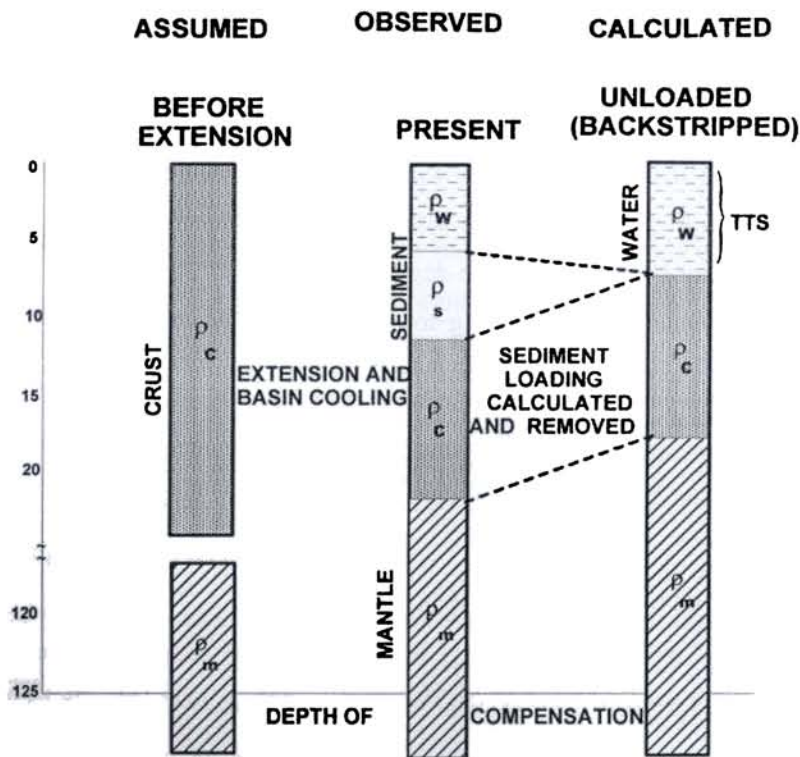 ASSUMED
OBSERVED
CALCULATED
BEFORE
EXTENSION
PRESENT
UNLOADED
(BACKSTRIPPED)
0
5
10
15
20
120
125
CRUST
ρc
ρm
EXTENSION AND
BASIN COOLING
SEDIMENT
MANTLE
ρw
ρs
ρc
ρm
SEDIMENT
LOADING
CALCULATED
AND REMOVED
WATER
ρw
TTS
ρc
ρm
DEPTH OF COMPENSATION